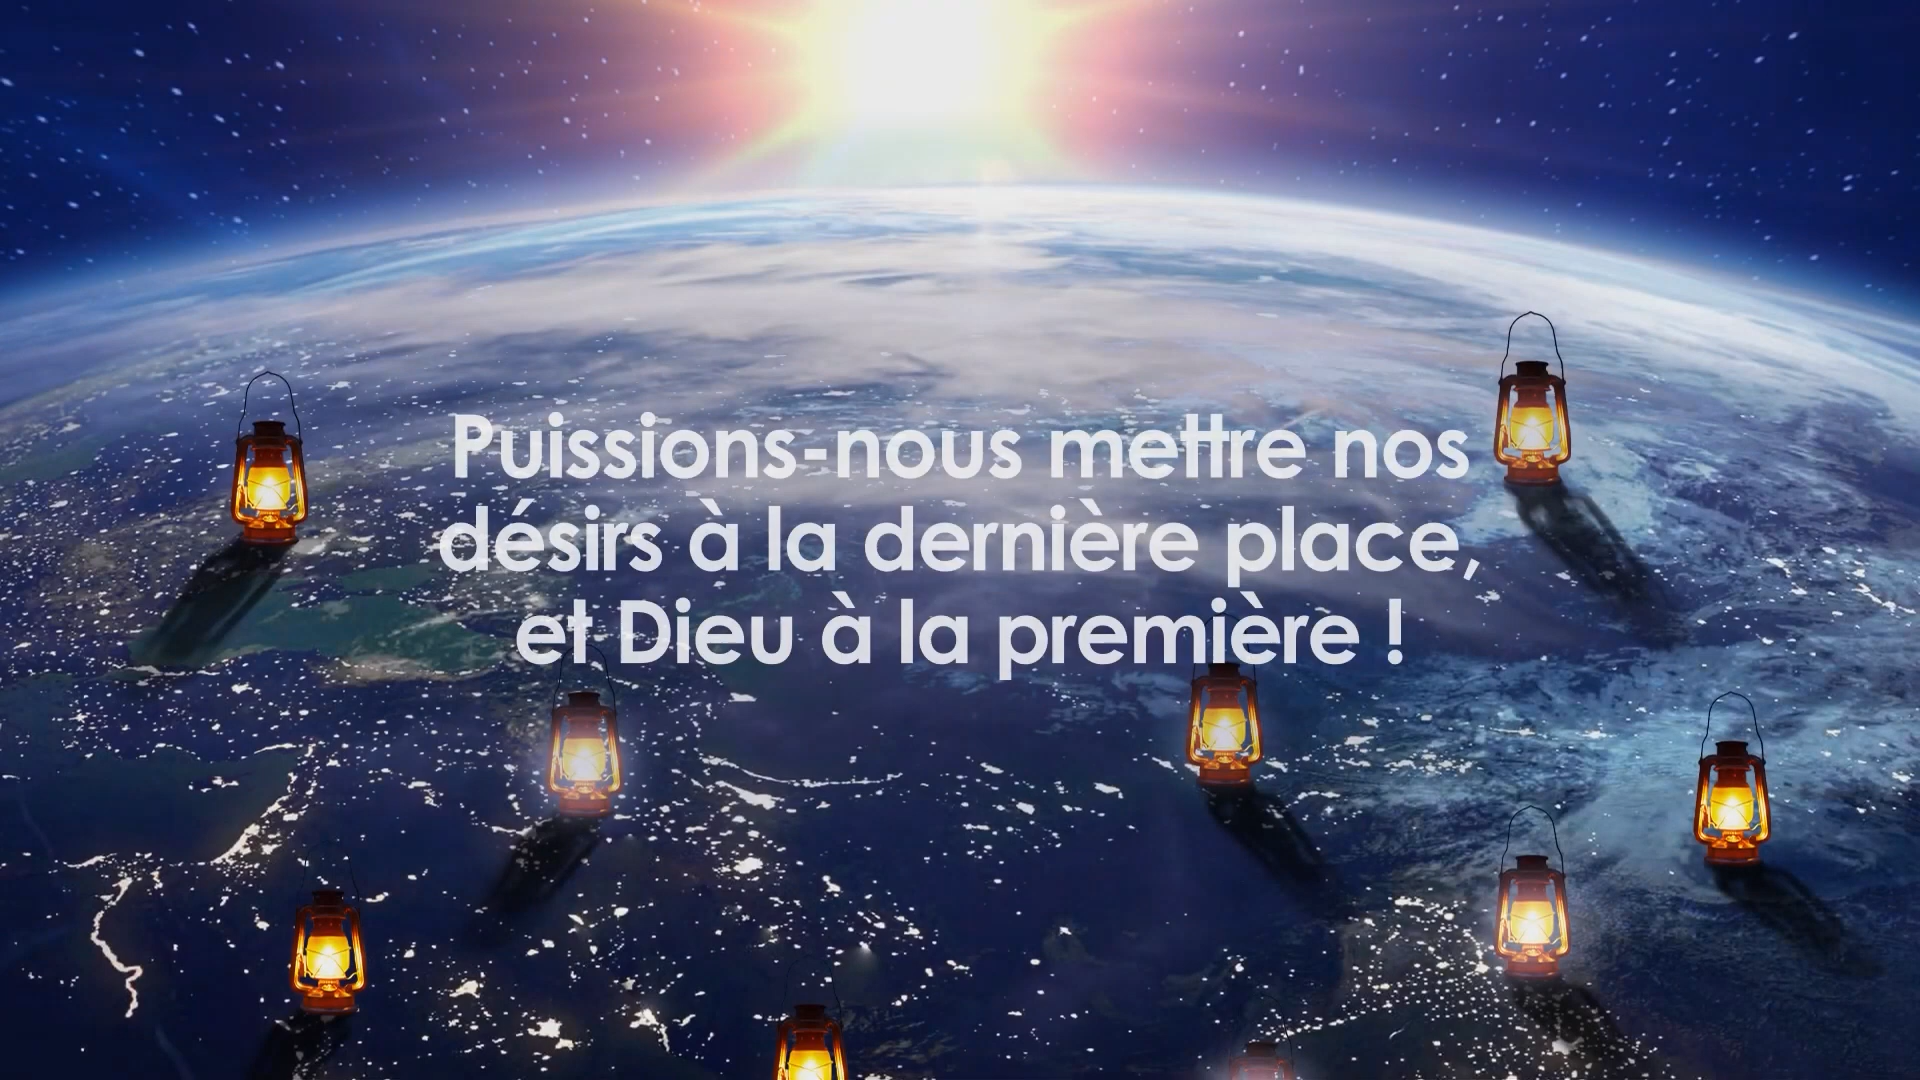 Puissions-nous mettre nos
désirs à la dernière place,
et Dieu à la première !